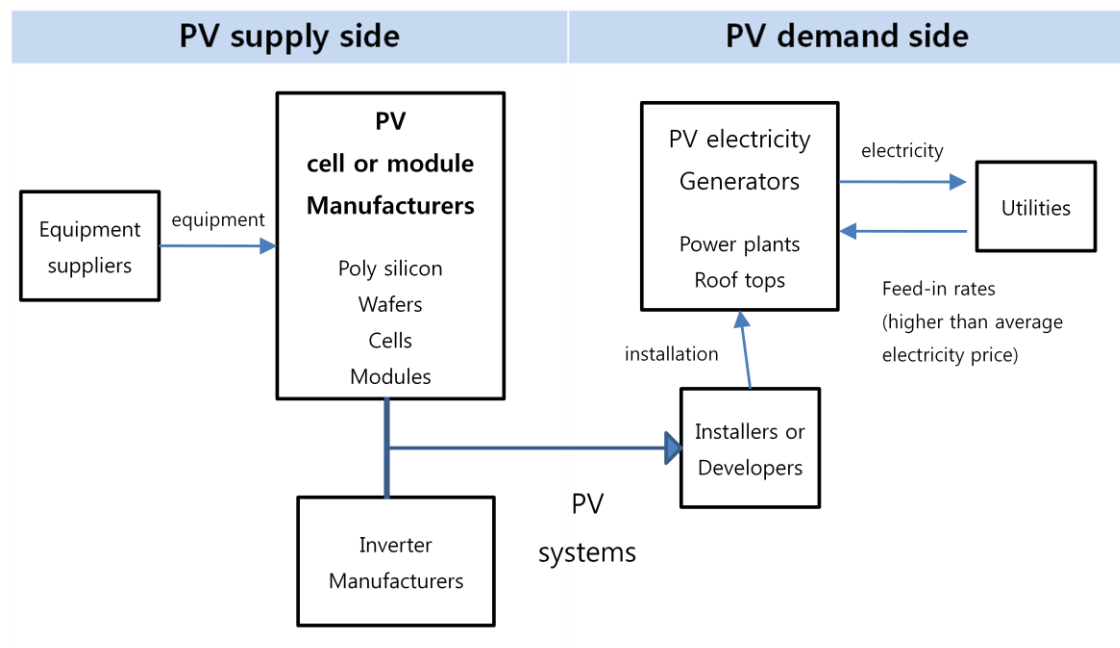 PV supply side
PV demand side
Equipment
suppliers
equipment
PV
cell or module
Manufacturers
Poly silicon
Wafers
Cells
Modules
Inverter
Manufacturers
PV
systems
Installers or
Developers
installation
PV electricity
Generators
Power plants
Roof tops
electricity
Utilities
Feed-in rates
(higher than average
electricity price)